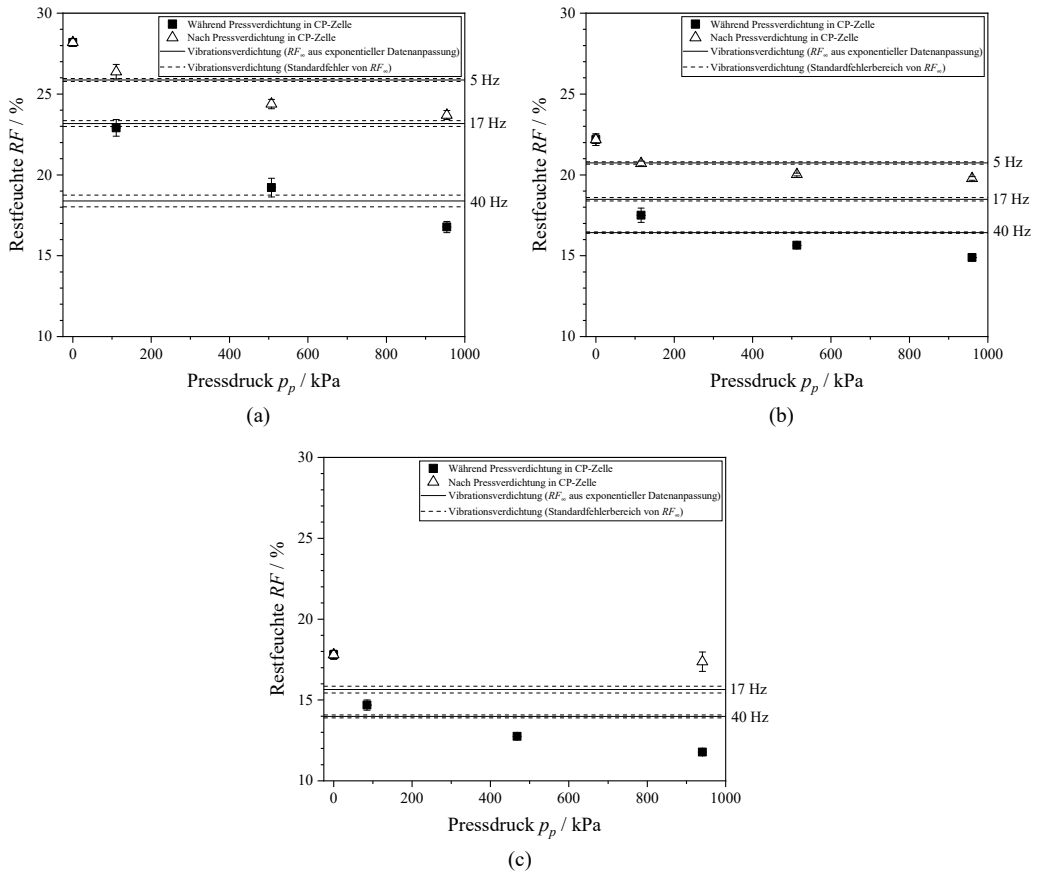 Während Pressverdichtung in CP-Zelle
Nach Pressverdichtung in CP-Zelle
Vibrationsverdichtung (RF∞ aus exponentieller Datenanpassung)
Vibrationsverdichtung (Standardfehler von RF∞)
30
25
20
15
10
Restfeuchte RF / %
5 Hz
17 Hz
40 Hz
0 200 400 600 800 1000
Pressdruck pp / kPa
(a)
Während Pressverdichtung in CP-Zelle
Nach Pressverdichtung in CP-Zelle
Vibrationsverdichtung (RF∞ aus exponentieller Datenanpassung)
Vibrationsverdichtung (Standardfehlerbereich von RF∞)
30
25
20
15
10
Restfeuchte RF / %
5 Hz
17 Hz
40 Hz
0 200 400 600 800 1000
Pressdruck pp / kPa
(b)
Während Pressverdichtung in CP-Zelle
Nach Pressverdichtung in CP-Zelle
Vibrationsverdichtung (RF∞ aus exponentieller Datenanpassung)
Vibrationsverdichtung (Standardfehlerbereich von RF∞)
30
25
20
15
10
Restfeuchte RF / %
17 Hz
40 Hz
0 200 400 600 800 1000
Pressdruck pp / kPa
(c)